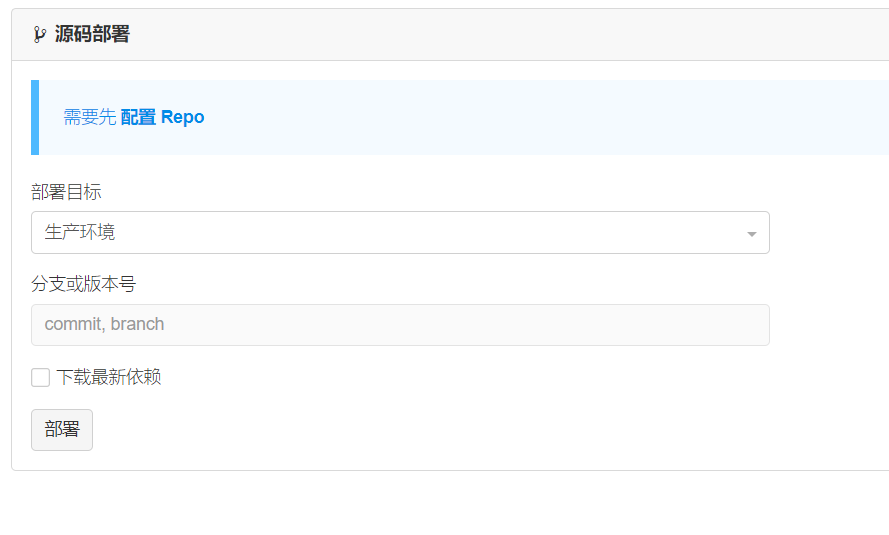 源码部署
需要先 配置 Repo
部署目标
生产环境
分支或版本号
commit, branch
下载最新依赖
部署